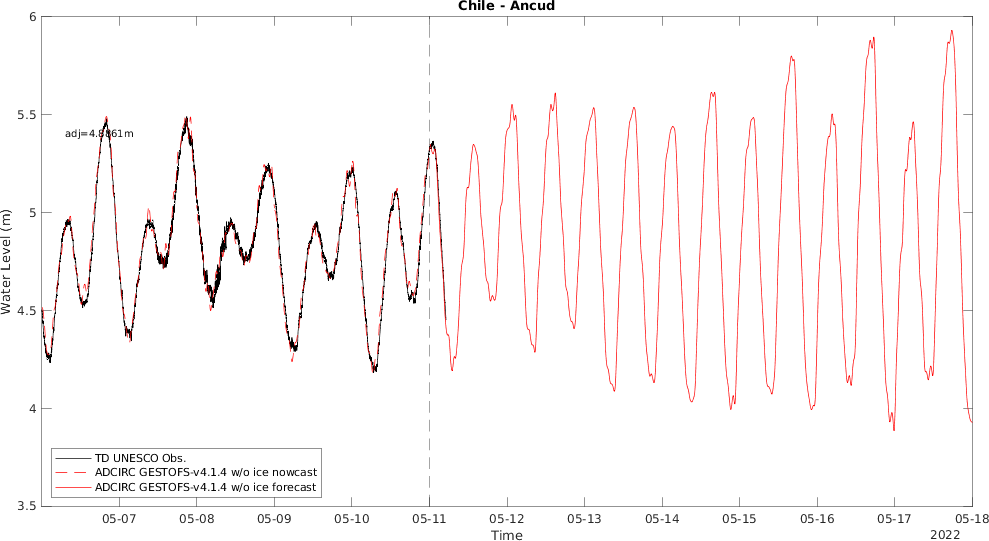 Chile - Ancud
6
5.5
5
4.5
4
3.5
Water Level (m)
adj=4.8861m
TD UNESCO Obs.
ADCIRC GESTOFS-v4.1.4 w/o ice nowcast
ADCIRC GESTOFS-v4.1.4 w/o ice forecast
05-07 05-08 05-09 05-10 05-11 05-12 05-13 05-14 05-15 05-16 05-17 05-18
Time
2022